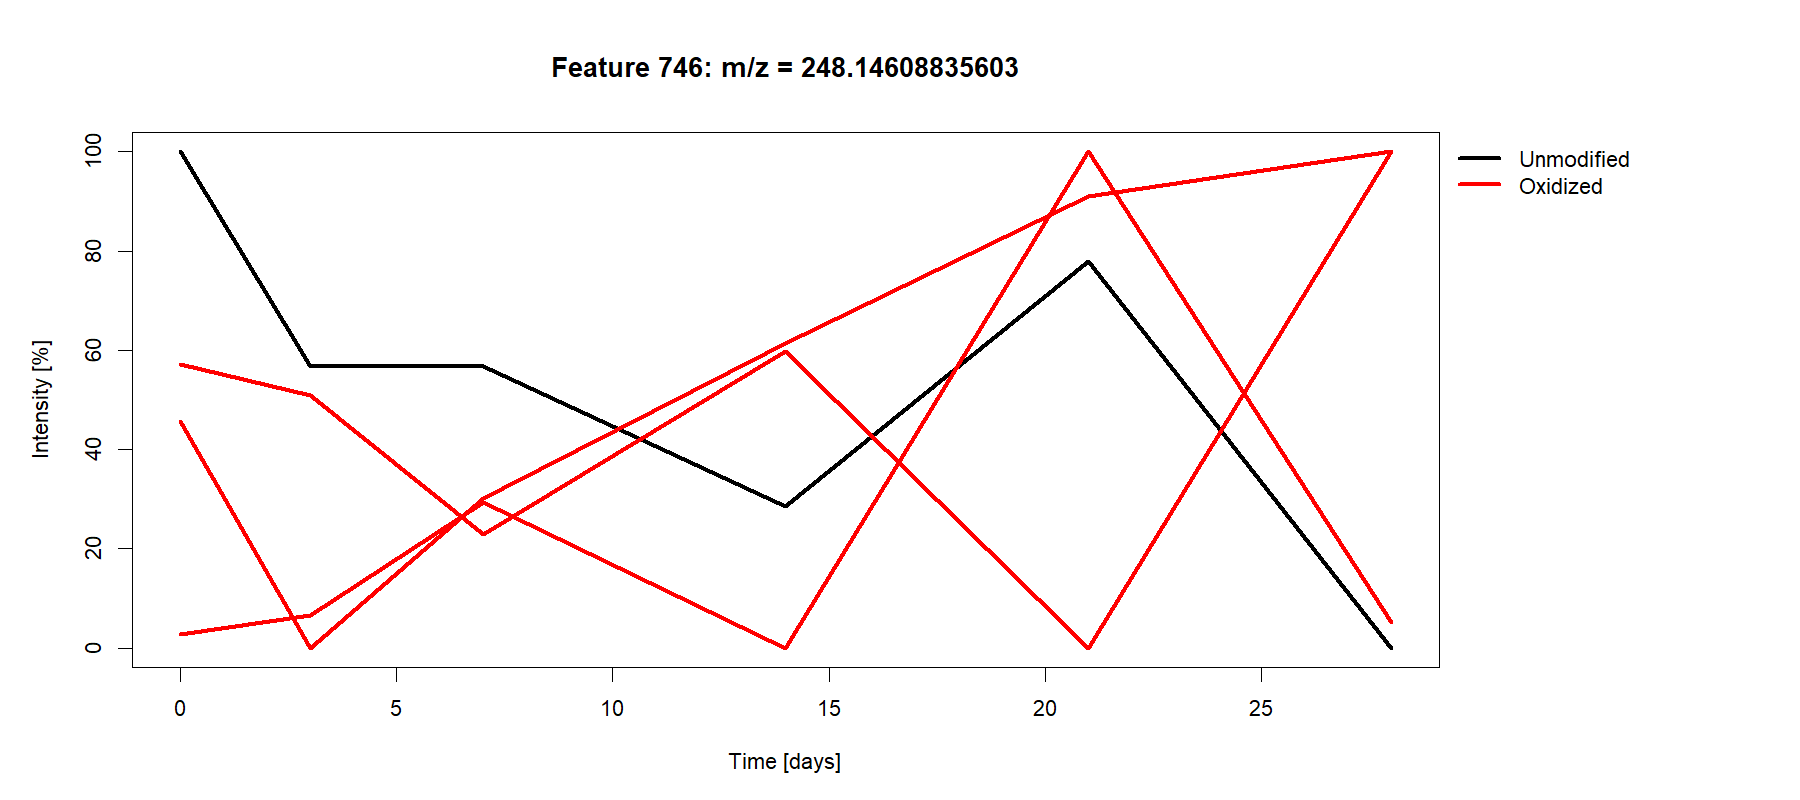 Feature 746: m/z = 248.14608835603
Unmodified
Oxidized
Intensity [%]
100
80
60
40
20
0
0 5 10 15 20 25
Time [days]